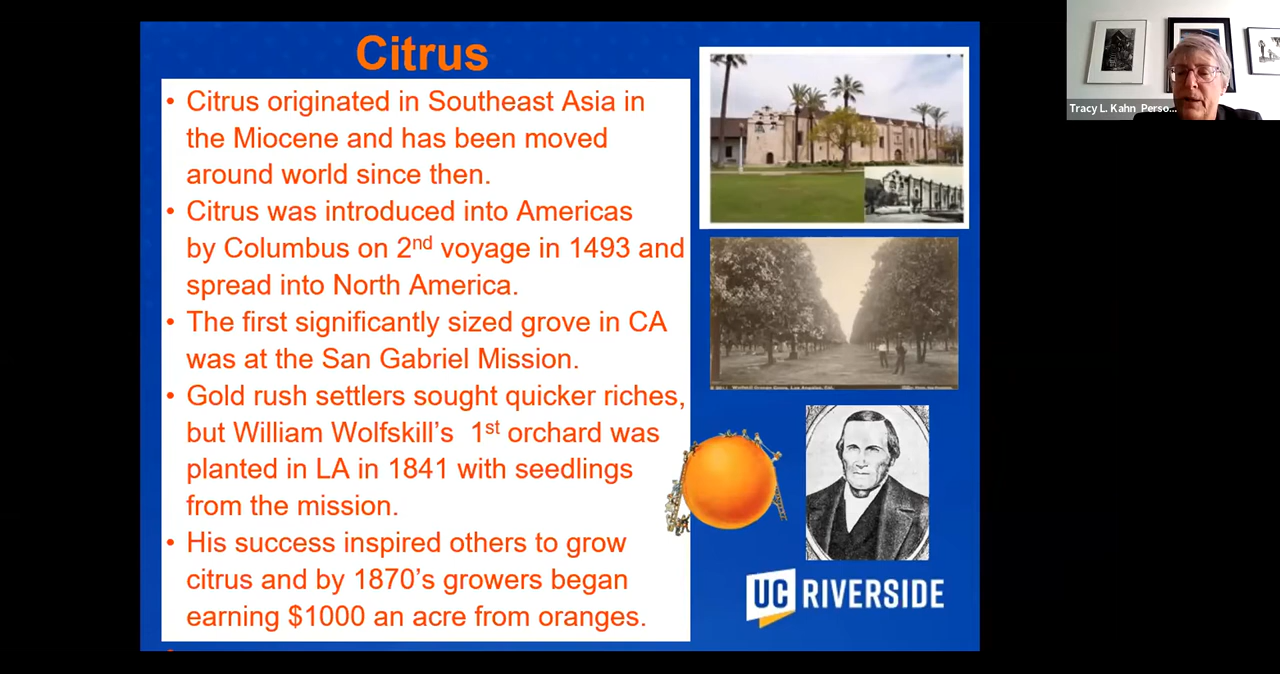 Citrus
• Citrus originated in Southeast Asia in
the Miocene and has been moved
around world since then.
• Citrus was introduced into Americas
by Columbus on 2nd voyage in 1493 and
spread into North America.
• The first significantly sized grove in CA
was at the San Gabriel Mission.
• Gold rush settlers sought quicker riches,
but William Wolfskill’s 1st orchard was
planted in LA in 1841 with seedlings
from the mission.
• His success inspired others to grow
citrus and by 1870’s growers began
earning $1000 an acre from oranges.
UC RIVERSIDE
Tracy L. Kahn_Perso...